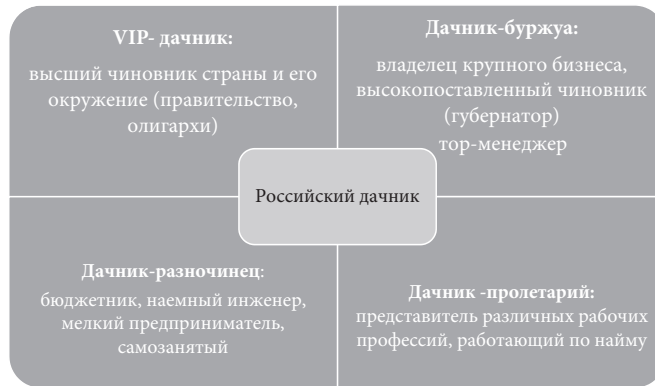 VIP- дачник:
высший чиновник страны и его
окружение (правительство,
олигархи)
Дачник-буржуа:
владелец крупного бизнеса,
высокопоставленный чиновник
(губернатор)
тор-менеджер
Российский дачник
Дачник-разночинец:
бюджетник, наемный инженер,
мелкий предприниматель,
самозанятый
Дачник -пролетарий:
представитель различных рабочих
профессий, работающий по найму